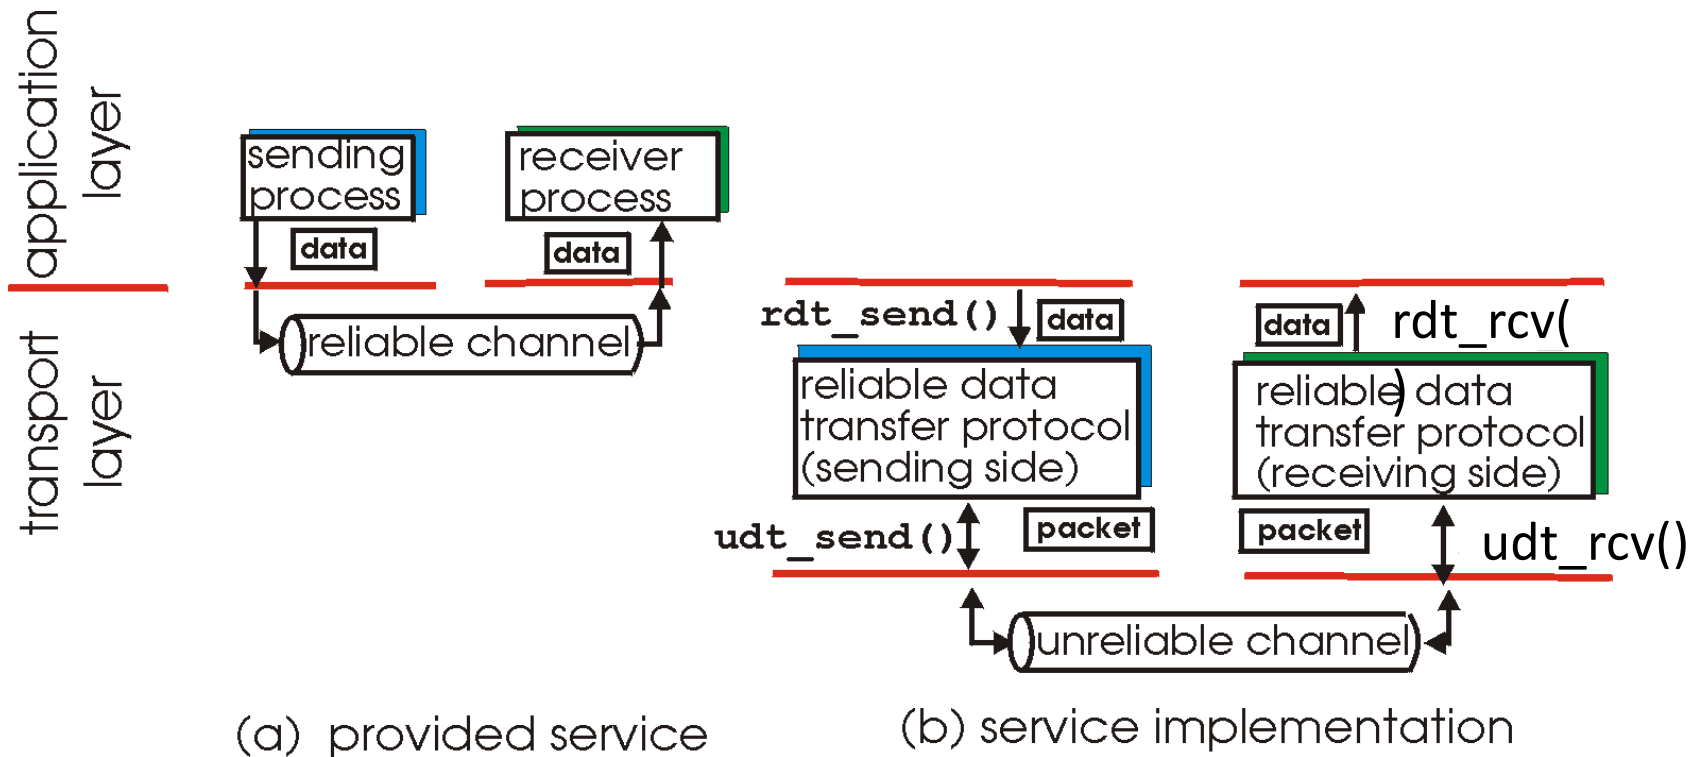 application
layer
transport
layer
sending
process
data
receiver
process
data
reliable channel
(a) provided service
rdt_send()
data
reliable data
transfer protocol
(sending side)
udt_send()
packet
data
rdt_rcv(
)
reliable data
transfer protocol
(receiving side)
packet
udt_rcv()
unreliable channel
(b) service implementation